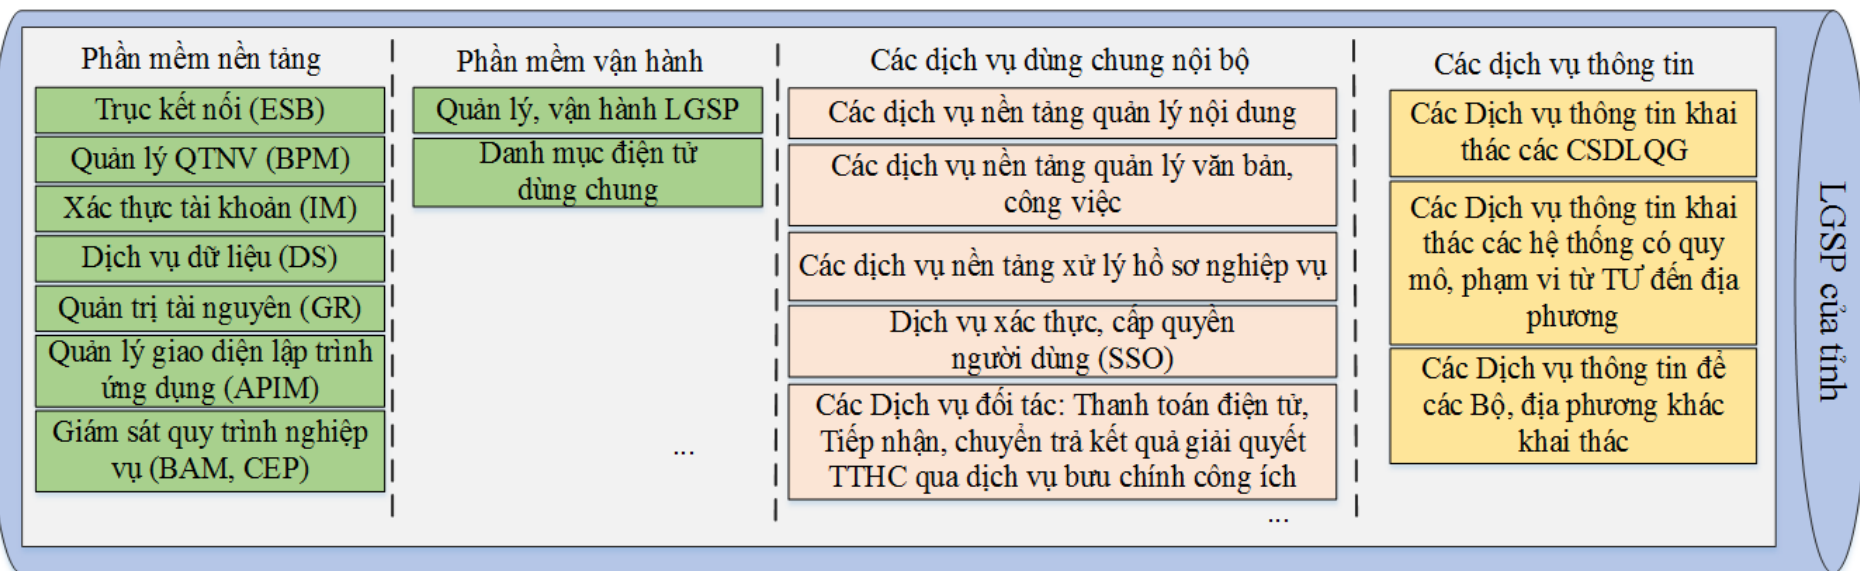 Phần mềm nền tảng
Trục kết nối (ESB)
Quản lý QTNV (BPM)
Xác thực tài khoản (IM)
Dịch vụ dữ liệu (DS)
Quản trị tài nguyên (GR)
Quản lý giao diện lập trình
ứng dụng (APIM)
Giám sát quy trình nghiệp
vụ (BAM, CEP)
Phần mềm vận hành
Quản lý, vận hành LGSP
Danh mục điện tử
dùng chung
...
Các dịch vụ dùng chung nội bộ
Các dịch vụ nền tảng quản lý nội dung
Các dịch vụ nền tảng quản lý văn bản,
công việc
Các dịch vụ nền tảng xử lý hồ sơ nghiệp vụ
Dịch vụ xác thực, cấp quyền
người dùng (SSO)
Các Dịch vụ đối tác: Thanh toán điện tử,
Tiếp nhận, chuyển trả kết quả giải quyết
TTHC qua dịch vụ bưu chính công ích
...
Các dịch vụ thông tin
Các Dịch vụ thông tin khai
thác các CSDLQG
Các Dịch vụ thông tin khai
thác các hệ thống có quy
mô, phạm vi từ TƯ đến địa
phương
Các Dịch vụ thông tin để
các Bộ, địa phương khác
khai thác
LGSP của tỉnh